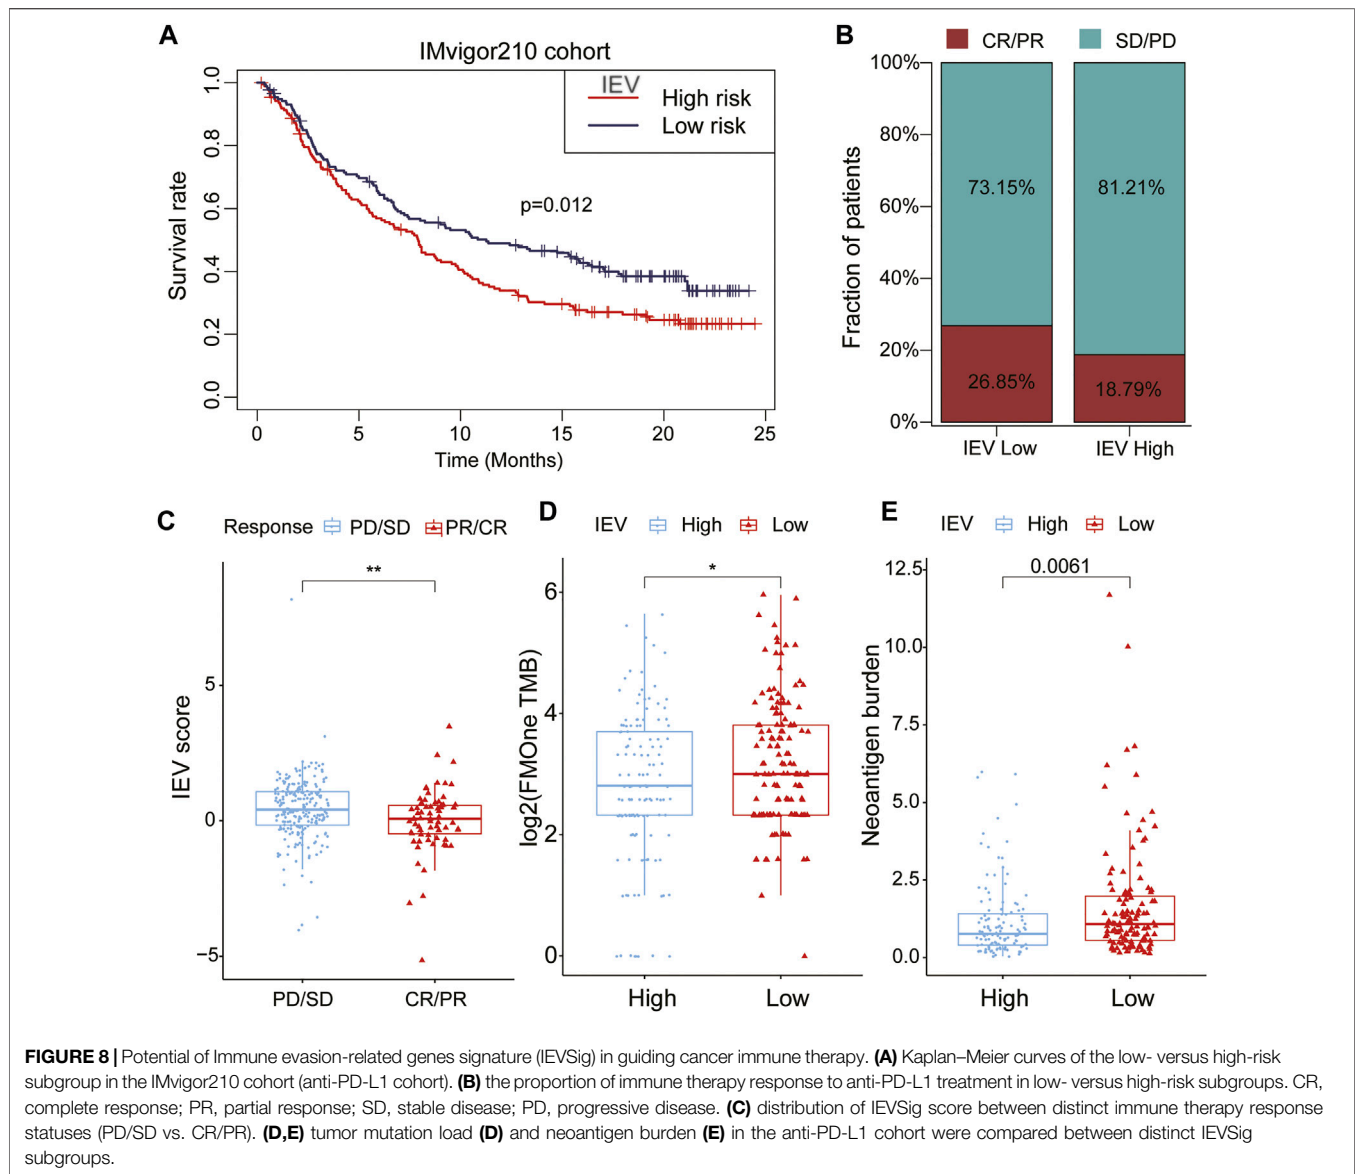 A
IMvigor210 cohort
IEV
High risk
Low risk
p=0.012
Survival rate
1.0
0.8
0.6
0.4
0.2
0.0
0 5 10 15 20 25
Time (Months)
B
CR/PR SD/PD
Fraction of patients
100%
80%
60%
40%
20%
0%
73.15% 81.21%
26.85% 18.79%
IEV Low IEV High
C
Response PD/SD PR/CR
**
IEV score
5
0
−5
PD/SD CR/PR
D
IEV High Low
*
log2(FMOne TMB)
6
4
2
0
High Low
E
IEV High Low
0.0061
Neoantigen burden
12.5
10.0
7.5
5.0
2.5
0.0
High Low
FIGURE 8 | Potential of Immune evasion-related genes signature (IEVSig) in guiding cancer immune therapy. (A) Kaplan–Meier curves of the low- versus high-risk
subgroup in the IMvigor210 cohort (anti-PD-L1 cohort). (B) the proportion of immune therapy response to anti-PD-L1 treatment in low- versus high-risk subgroups. CR,
complete response; PR, partial response; SD, stable disease; PD, progressive disease. (C) distribution of IEVSig score between distinct immune therapy response
statuses (PD/SD vs. CR/PR). (D,E) tumor mutation load (D) and neoantigen burden (E) in the anti-PD-L1 cohort were compared between distinct IEVSig
subgroups.